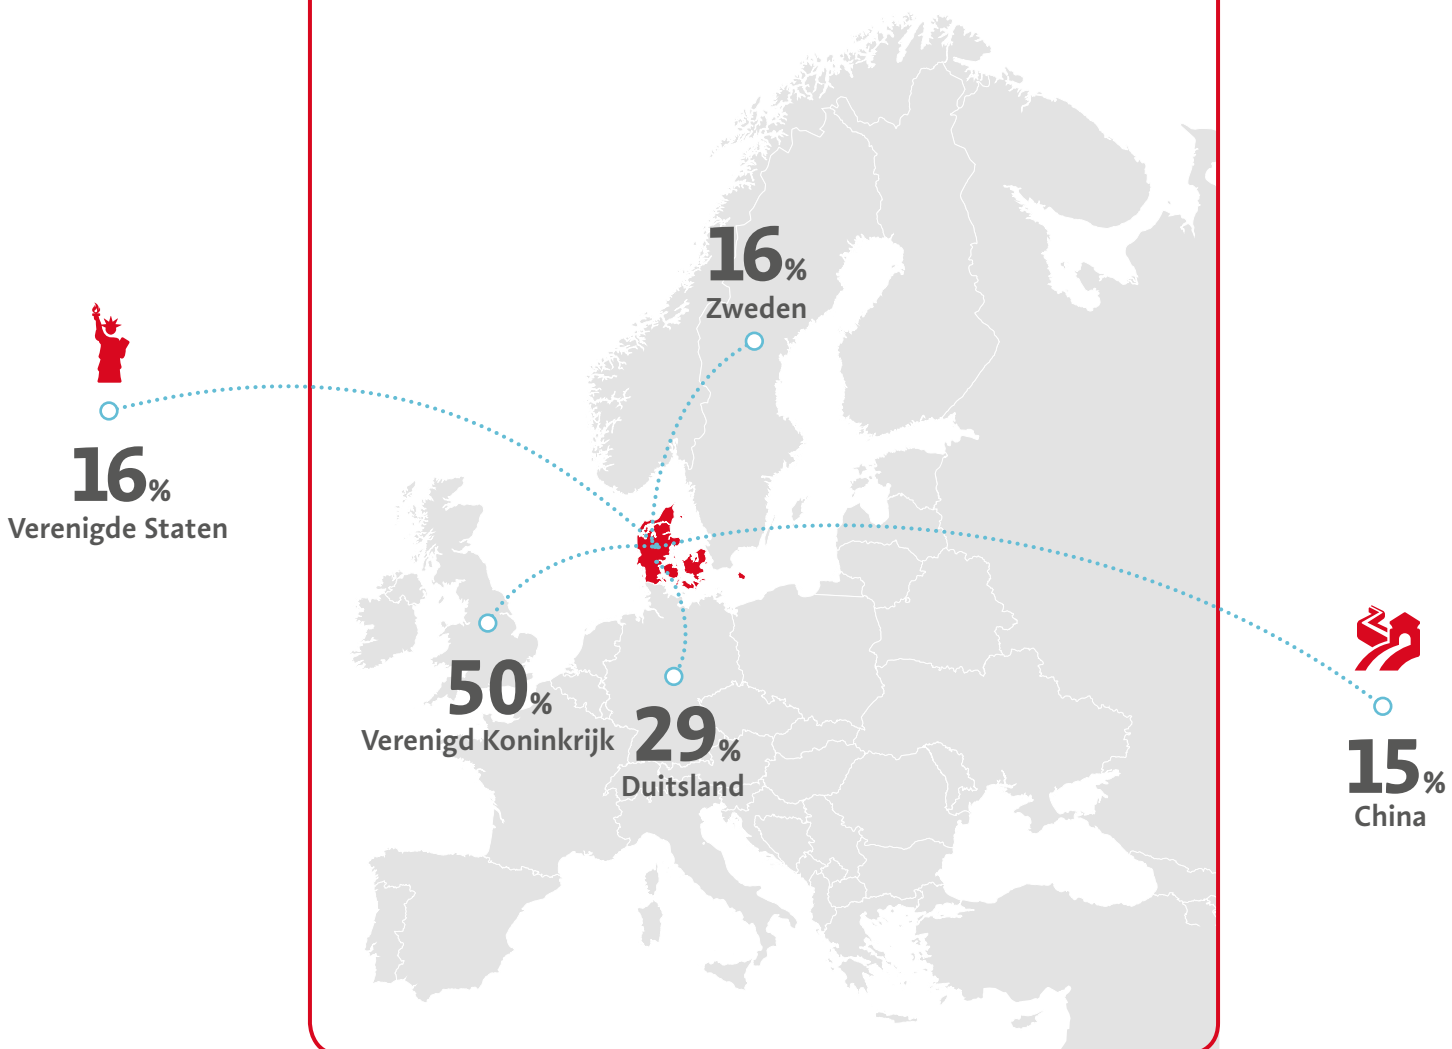 16%
Zweden
16%
Verenigde Staten
50%
Verenigd Koninkrijk
29%
Duitsland
15%
China